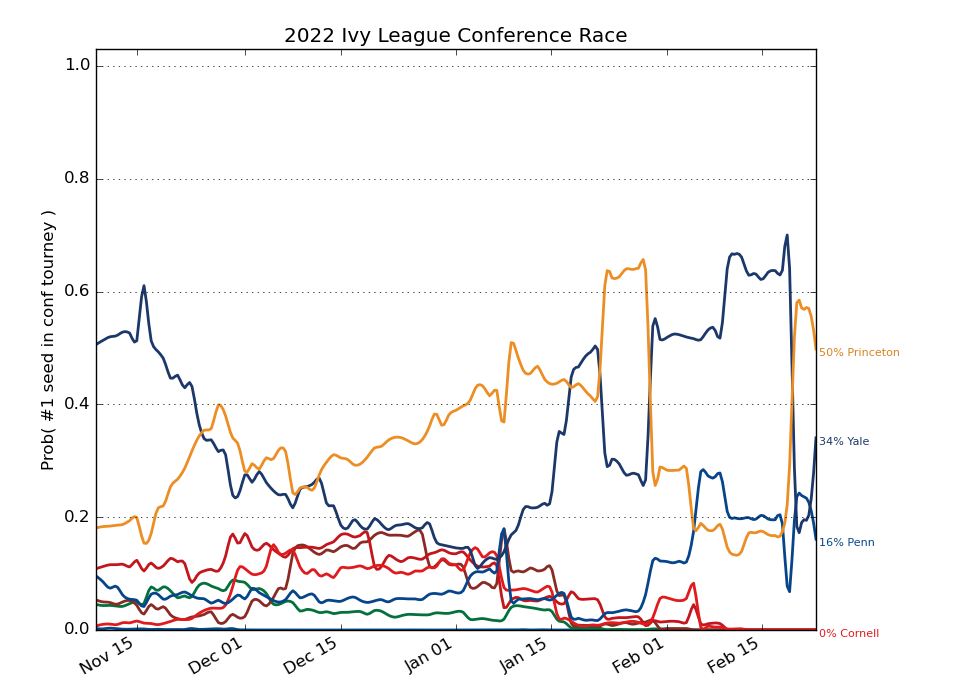 2022 Ivy League Conference Race
Prob( #1 seed in conf tourney )
1.0
0.8
0.6
0.4
0.2
0.0
50% Princeton
34% Yale
16% Penn
0% Cornell
Nov 15
Dec 01
Dec 15
Jan 01
Jan 15
Feb 01
Feb 15